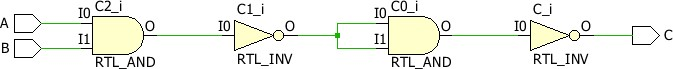 C2_i
C1_i
C0_i
C_i
A
I0
O
I0
O
I0
O
I0
O
C
B
I1
I1
RTL_AND
RTL_INV
RTL_AND
RTL_INV